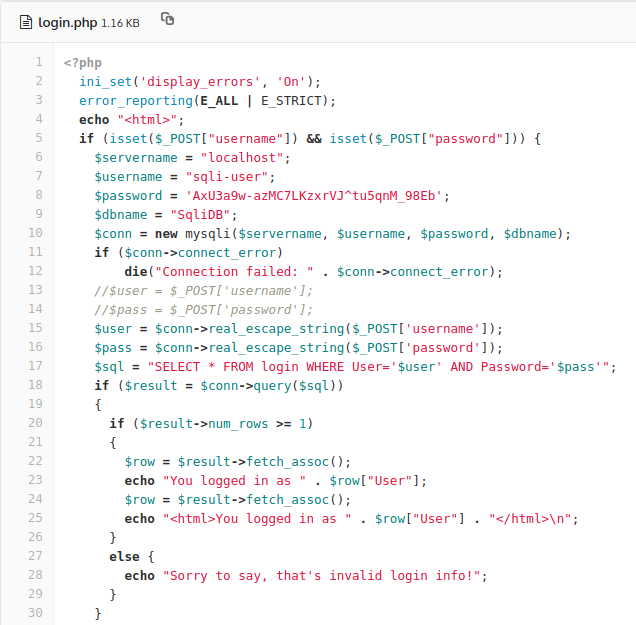 login.php 1.16 KB
1 <?php
2   ini_set('display_errors', 'On');
3   error_reporting(E_ALL | E_STRICT);
4   echo "<html>";
5   if (isset($_POST["username"]) && isset($_POST["password"])) {
6     $servername = "localhost";
7     $username = "sqli-user";
8     $password = 'AxU3a9w-azMC7LKzxrVJ^tu5qnM_98Eb';
9     $dbname = "SqliDB";
10     $conn = new mysqli($servername, $username, $password, $dbname);
11     if ($conn->connect_error)
12         die("Connection failed: " . $conn->connect_error);
13     //$user = $_POST['username'];
14     //$pass = $_POST['password'];
15     $user = $conn->real_escape_string($_POST['username']);
16     $pass = $conn->real_escape_string($_POST['password']);
17     $sql = "SELECT * FROM login WHERE User='$user' AND Password='$pass'";
18     if ($result = $conn->query($sql))
19     {
20       if ($result->num_rows >= 1)
21       {
22         $row = $result->fetch_assoc();
23         echo "You logged in as " . $row["User"];
24         $row = $result->fetch_assoc();
25         echo "<html>You logged in as " . $row["User"] . "</html>\n";
26       }
27       else {
28         echo "Sorry to say, that's invalid login info!";
29       }
30     }